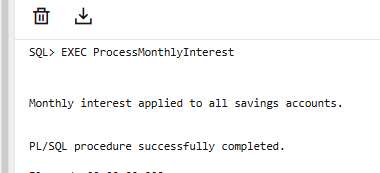 SQL> EXEC ProcessMonthlyInterest
Monthly interest applied to all savings accounts.
PL/SQL procedure successfully completed.